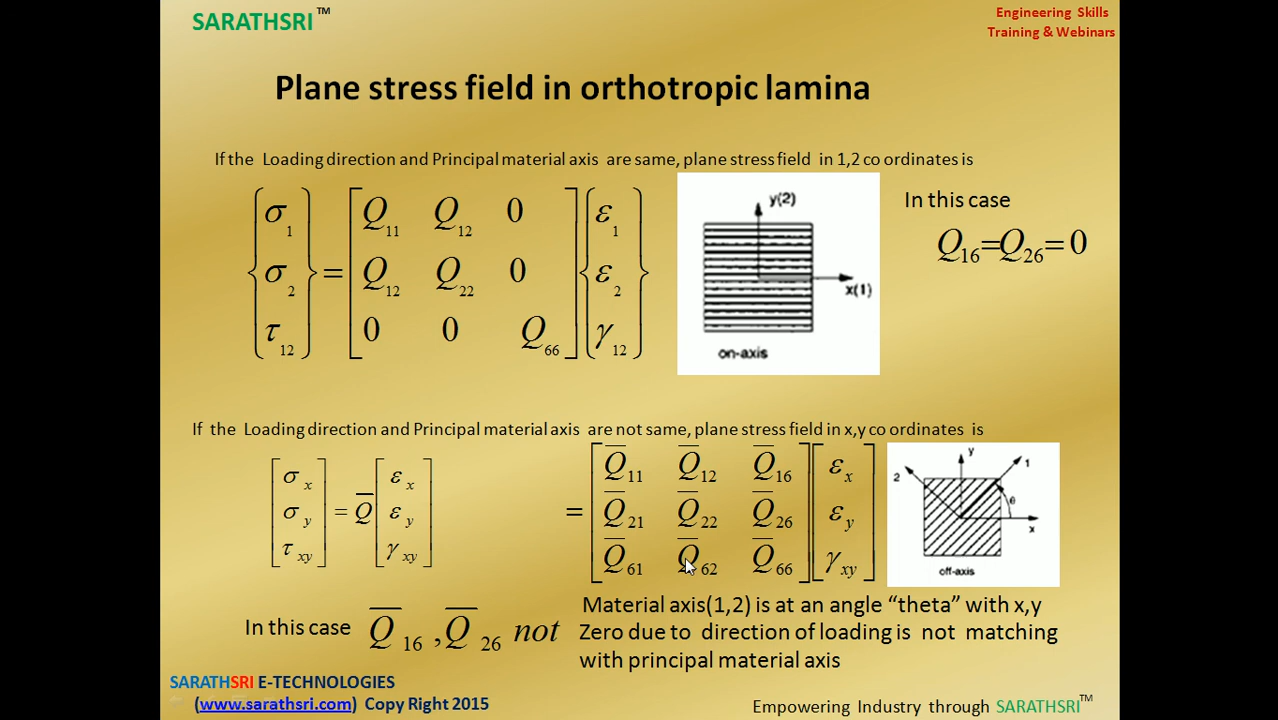 SARATHSRI™
Engineering Skills
Training & Webinars
Plane stress field in orthotropic lamina
If the Loading direction and Principal material axis are same, plane stress field in 1,2 co ordinates is
σ1 Q11 Q12 0 ε1
σ2 = Q12 Q22 0 ε2
τ12 0 0 Q66 γ12
y(2)
x(1)
on-axis
In this case
Q16=Q26=0
If the Loading direction and Principal material axis are not same, plane stress field in x,y co ordinates is
σx εx
σy = Q̅ εy
τxy γxy
Q̅11 Q̅12 Q̅16 εx
= Q̅21 Q̅22 Q̅26 εy
Q̅61 Q̅62 Q̅66 γxy
y
2 1
θ
x
off-axis
In this case Q̅16 ,Q̅26 not
Material axis(1,2) is at an angle “theta” with x,y
Zero due to direction of loading is not matching
with principal material axis
SARATHSRI E-TECHNOLOGIES
(www.sarathsri.com) Copy Right 2015
Empowering Industry through SARATHSRI™